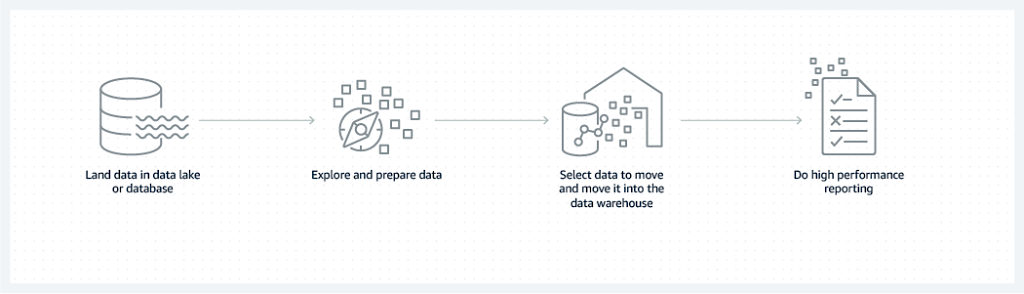 Land data in data lake
or database
Explore and prepare data
Select data to move
and move it into the
data warehouse
Do high performance
reporting